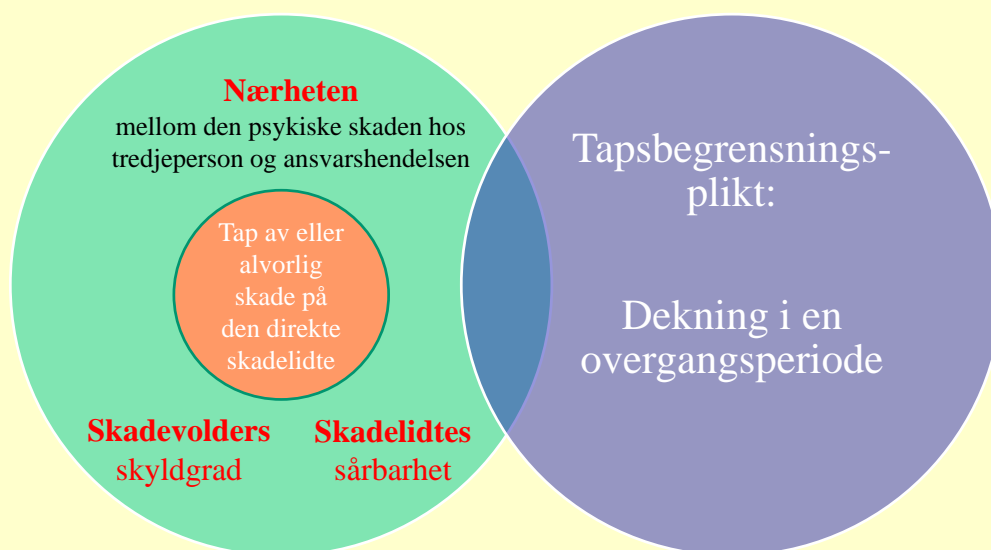 Nærheten
mellom den psykiske skaden hos
tredjeperson og ansvarshendelsen
Tap av eller
alvorlig
skade på
den direkte
skadelidte
Skadevolders
skyldgrad
Skadelidtes
sårbarhet
Tapsbegrensnings-
plikt:
Dekning i en
overgangsperiode